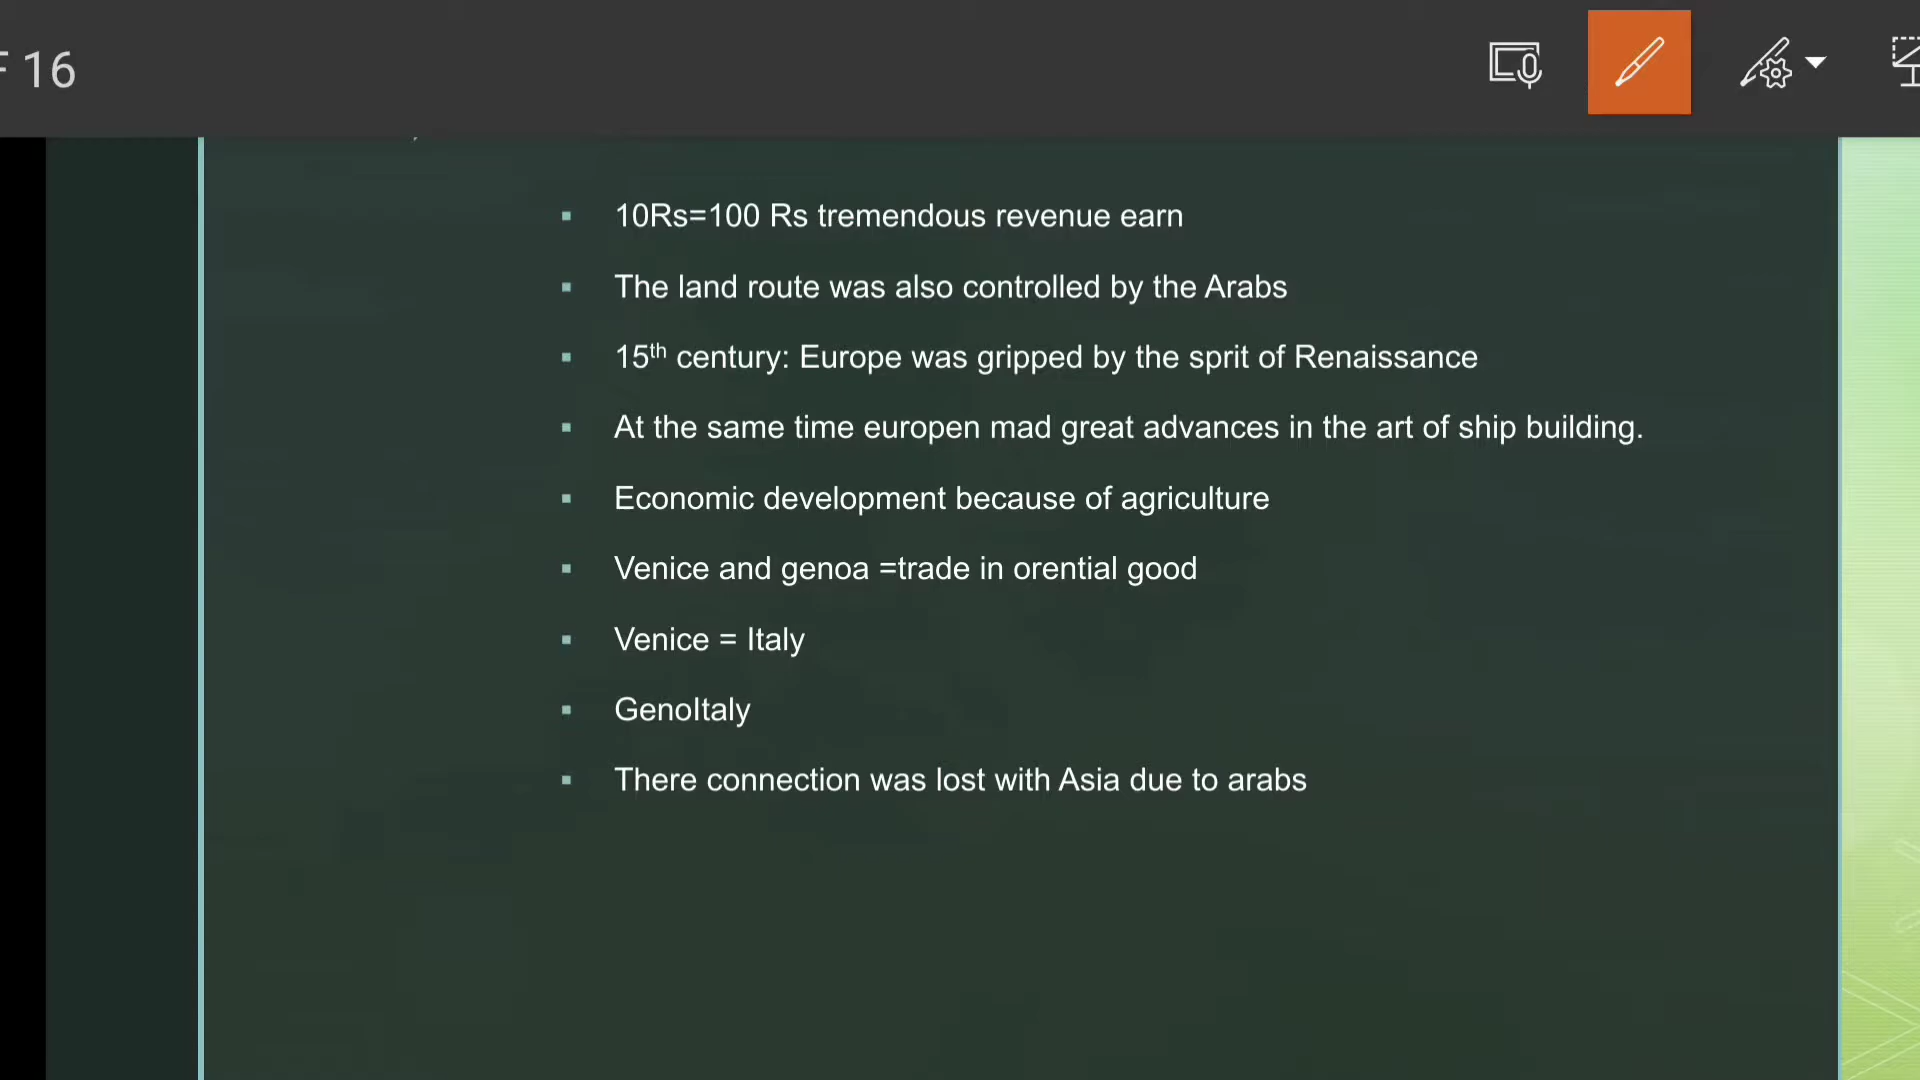 16
10Rs=100 Rs tremendous revenue earn
The land route was also controlled by the Arabs
15th century: Europe was gripped by the sprit of Renaissance
At the same time europen mad great advances in the art of ship building.
Economic development because of agriculture
Venice and genoa =trade in orential good
Venice = Italy
GenoItaly
There connection was lost with Asia due to arabs